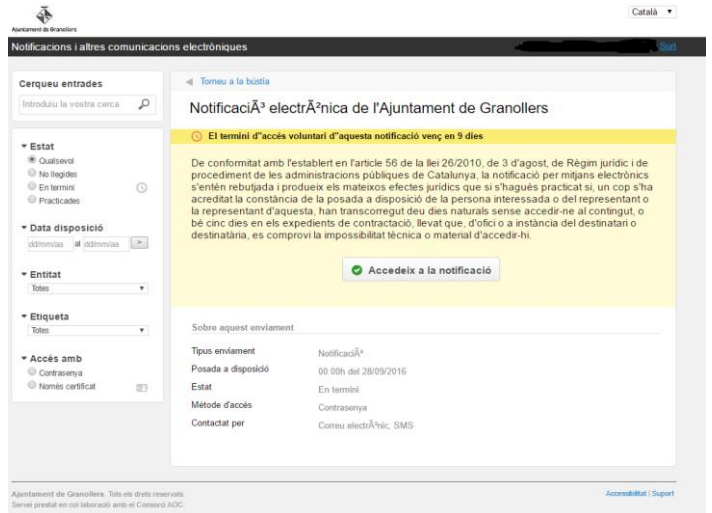 Ajuntament de Granollers
Català
Notificacions i altres comunicacions electròniques
Surt
Cerqueu entrades
Introduïu la vostra cerca
Estat
Qualsevol
No llegides
En termini
Practicades
Data disposició
dd/mm/aa al dd/mm/aa >
Entitat
Totes
Etiqueta
Totes
Accés amb
Contrasenya
Només certificat
Torneu a la bústia
NotificaciÃ³ electrÃ²nica de l'Ajuntament de Granollers
El termini d"accés voluntari d"aquesta notificació venç en 9 dies
De conformitat amb l'establert en l'article 56 de la llei 26/2010, de 3 d'agost, de Règim jurídic i de
procediment de les administracions públiques de Catalunya, la notificació per mitjans electrònics
s'entén rebutjada i produeix els mateixos efectes jurídics que si s'hagués practicat si, un cop s'ha
acreditat la constància de la posada a disposició de la persona interessada o del representant o
la representant d'aquesta, han transcorregut deu dies naturals sense accedir-ne al contingut, o
bé cinc dies en els expedients de contractació, llevat que, d'ofici o a instància del destinatari o
destinatària, es comprovi la impossibilitat tècnica o material d'accedir-hi.
Accedeix a la notificació
Sobre aquest enviament
Tipus enviament NotificaciÃ³
Posada a disposició 00:00h del 28/09/2016
Estat En termini
Mètode d'accés Contrasenya
Contactat per Correu electrÃ²nic, SMS
Ajuntament de Granollers. Tots els drets reservats.
Servei prestat en col·laboració amb el Consorci AOC.
Accessibilitat | Suport